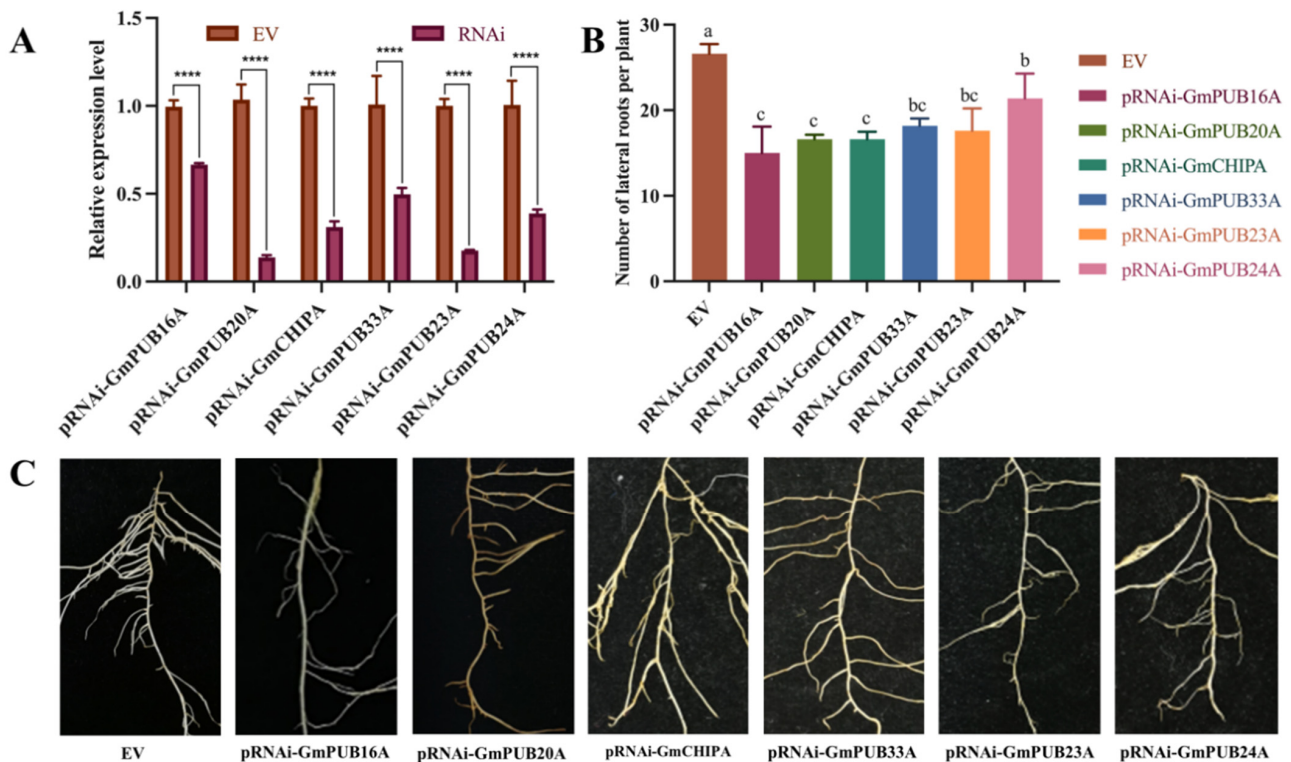 A
Relative expression level
1.5
1.0
0.5
0.0
EV
RNAi
****
****
****
****
****
****
pRNAi-GmPUB16A
pRNAi-GmPUB20A
pRNAi-GmCHIPA
pRNAi-GmPUB33A
pRNAi-GmPUB23A
pRNAi-GmPUB24A
B
Number of lateral roots per plant
30
20
10
0
a
c
c
c
bc
bc
b
EV
pRNAi-GmPUB16A
pRNAi-GmPUB20A
pRNAi-GmCHIPA
pRNAi-GmPUB33A
pRNAi-GmPUB23A
pRNAi-GmPUB24A
EV
pRNAi-GmPUB16A
pRNAi-GmPUB20A
pRNAi-GmCHIPA
pRNAi-GmPUB33A
pRNAi-GmPUB23A
pRNAi-GmPUB24A
C
EV
pRNAi-GmPUB16A
pRNAi-GmPUB20A
pRNAi-GmCHIPA
pRNAi-GmPUB33A
pRNAi-GmPUB23A
pRNAi-GmPUB24A